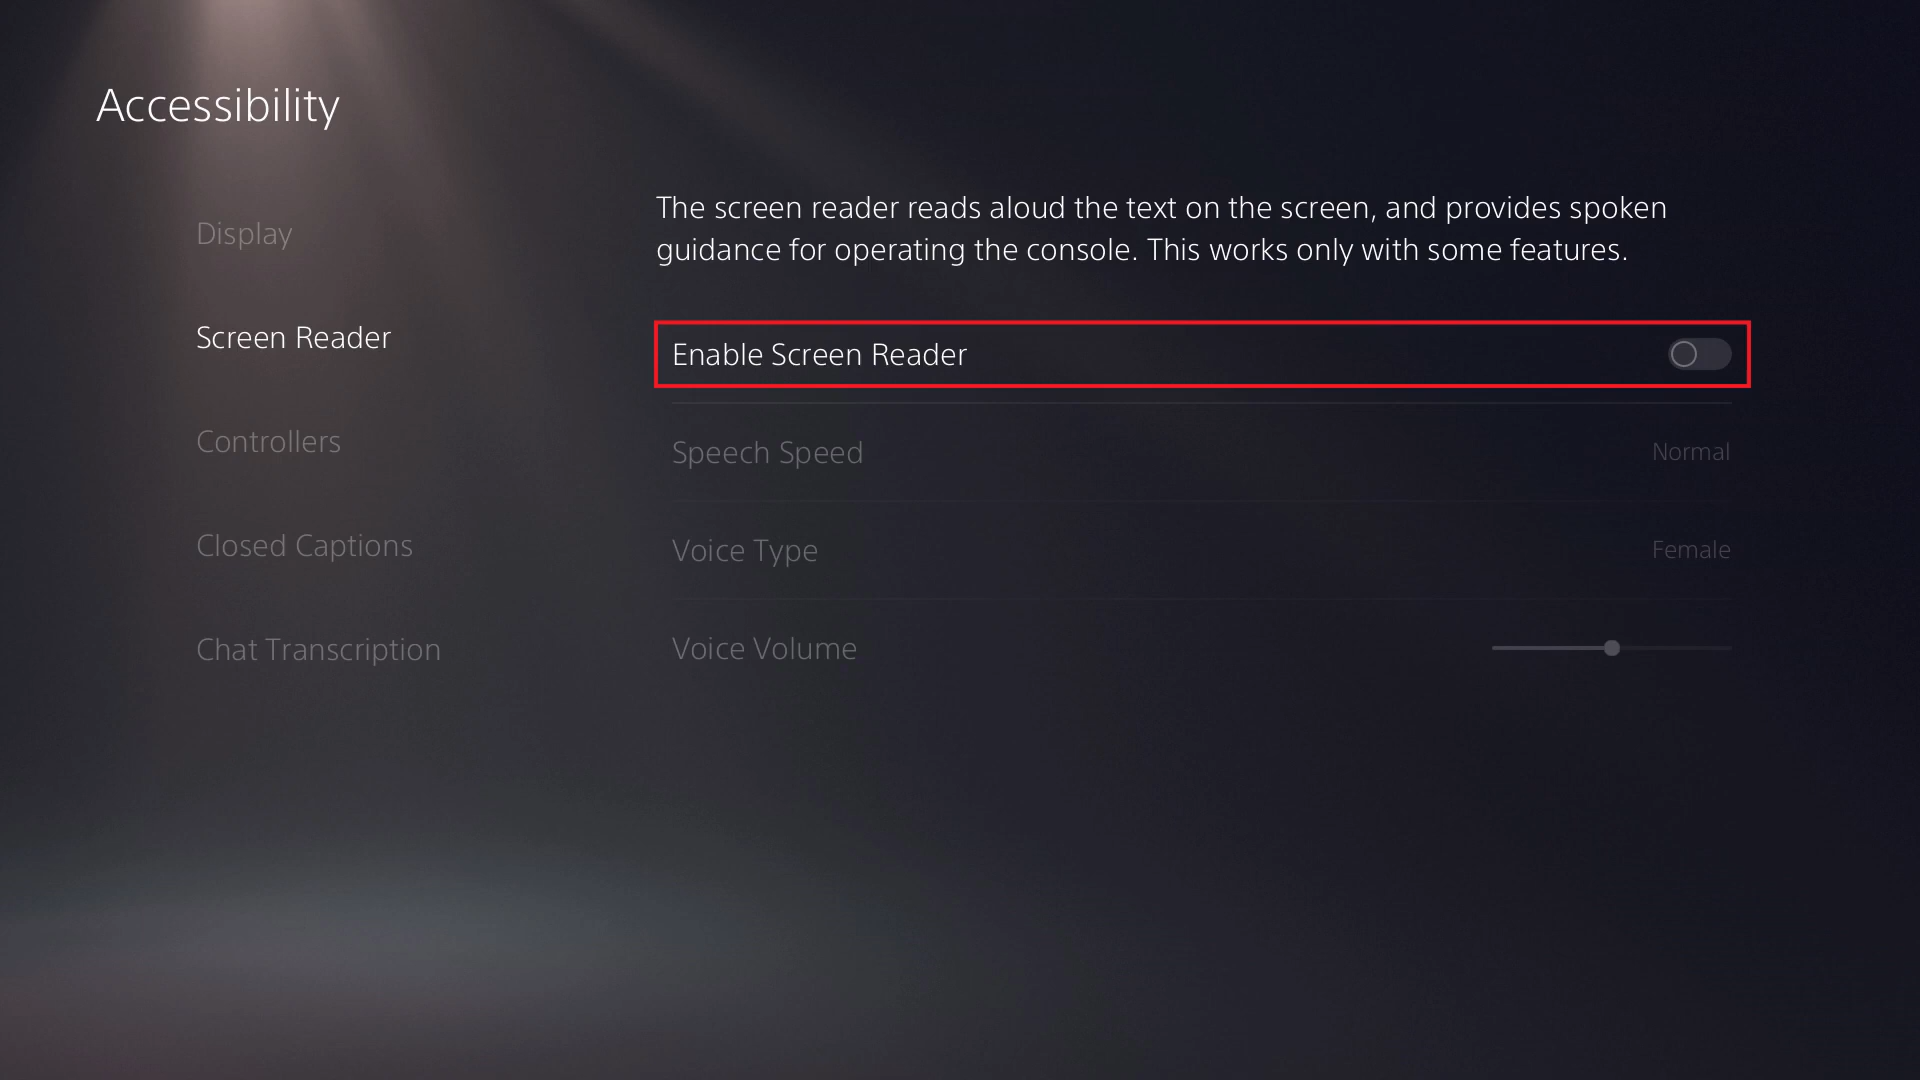 Accessibility
Display
Screen Reader
Controllers
Closed Captions
Chat Transcription
The screen reader reads aloud the text on the screen, and provides spoken
guidance for operating the console. This works only with some features.
Enable Screen Reader
Speech Speed Normal
Voice Type Female
Voice Volume